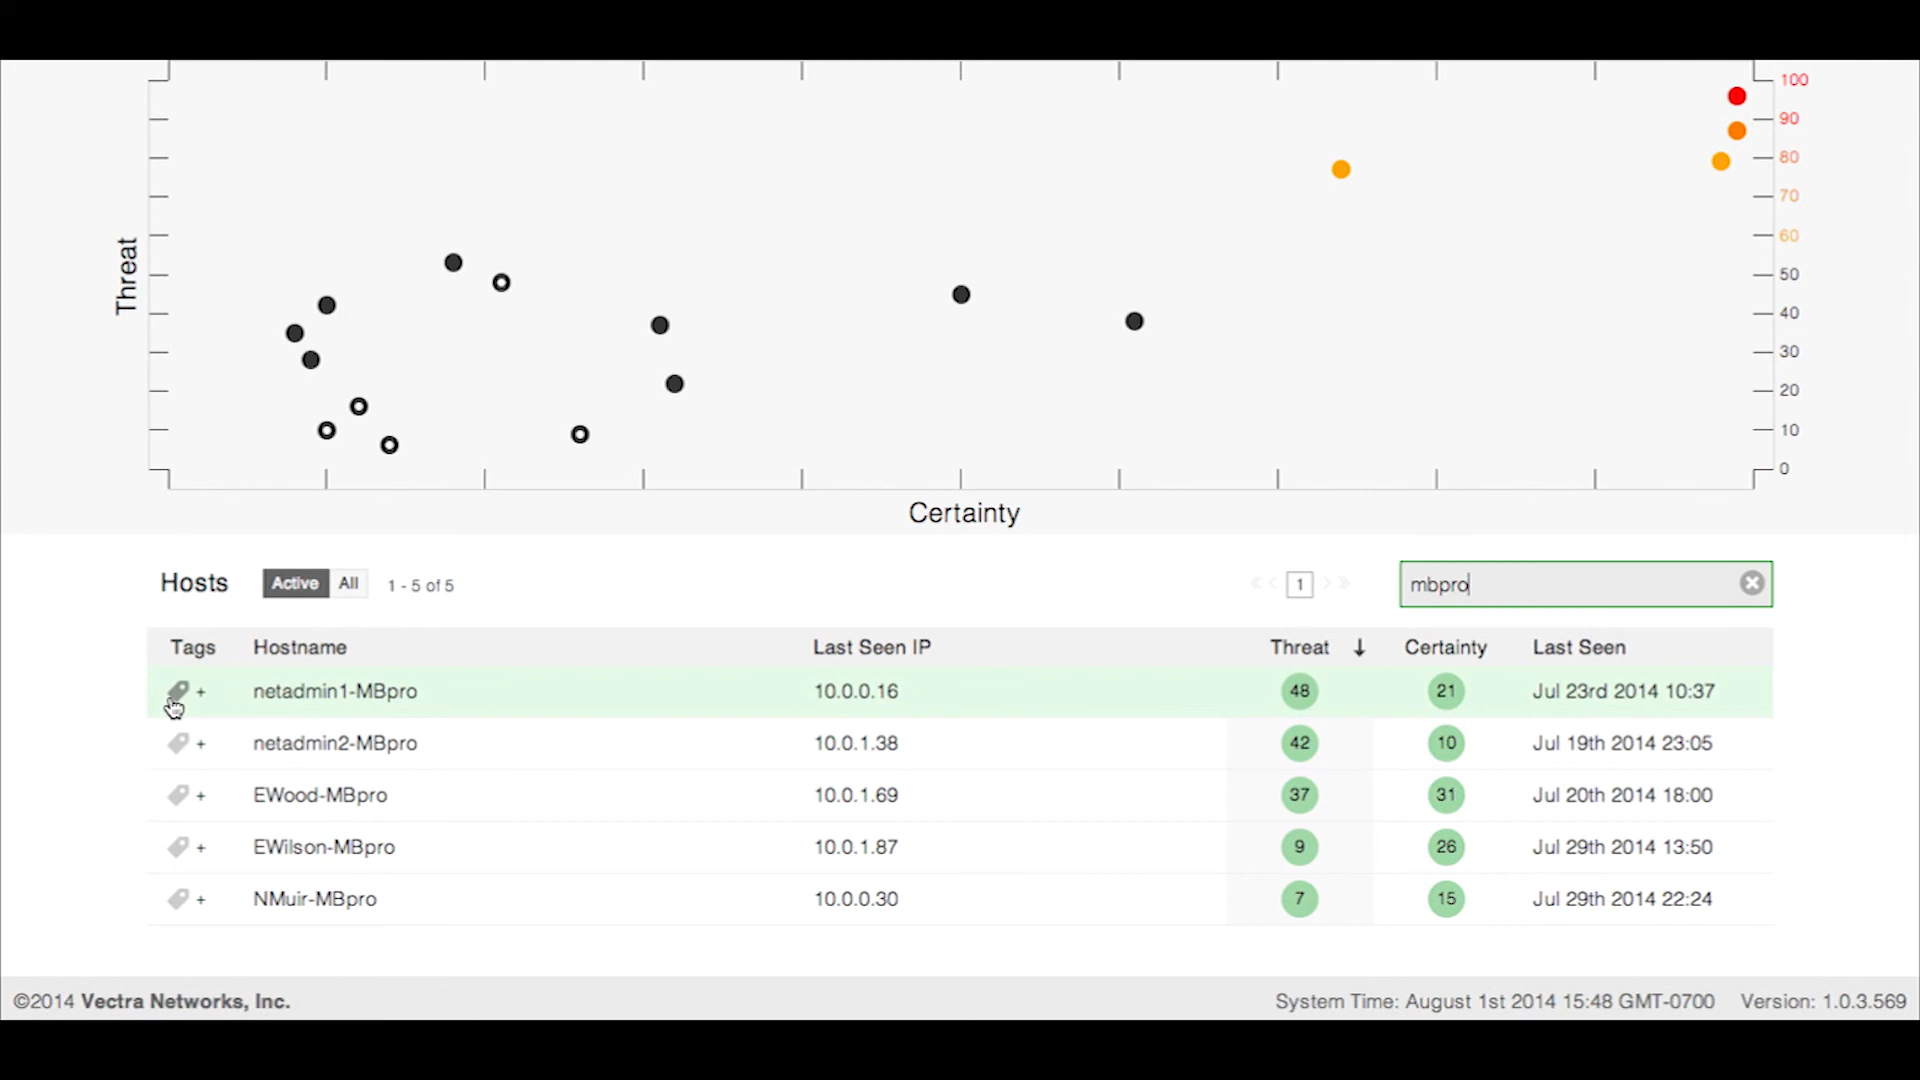 100
90
80
70
60
50
40
30
20
10
0
Threat
Certainty
Hosts Active All 1 - 5 of 5 « ‹ 1 › » mbpro
Tags Hostname Last Seen IP Threat ↓ Certainty Last Seen
+ netadmin1-MBpro 10.0.0.16 48 21 Jul 23rd 2014 10:37
+ netadmin2-MBpro 10.0.1.38 42 10 Jul 19th 2014 23:05
+ EWood-MBpro 10.0.1.69 37 31 Jul 20th 2014 18:00
+ EWilson-MBpro 10.0.1.87 9 26 Jul 29th 2014 13:50
+ NMuir-MBpro 10.0.0.30 7 15 Jul 29th 2014 22:24
©2014 Vectra Networks, Inc. System Time: August 1st 2014 15:48 GMT-0700 Version: 1.0.3.569